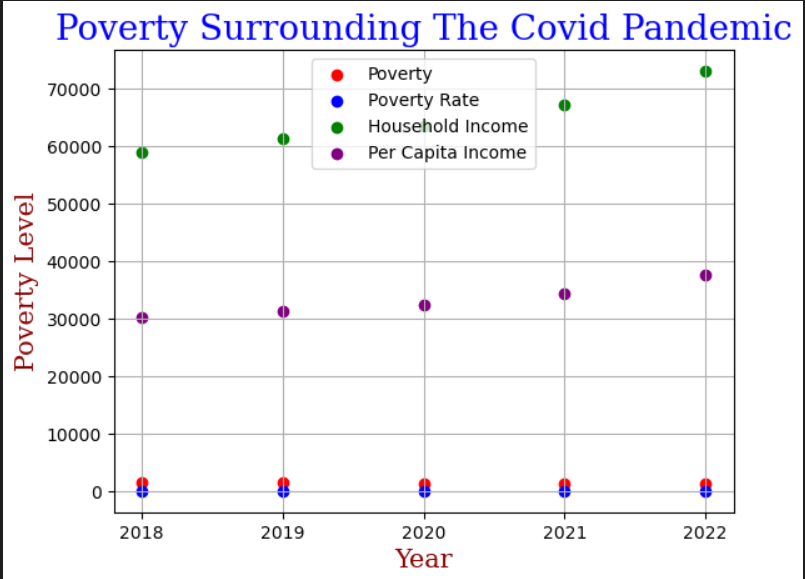 Poverty Surrounding The Covid Pandemic
Poverty
Poverty Rate
Household Income
Per Capita Income
Poverty Level
70000
60000
50000
40000
30000
20000
10000
0
2018 2019 2020 2021 2022
Year